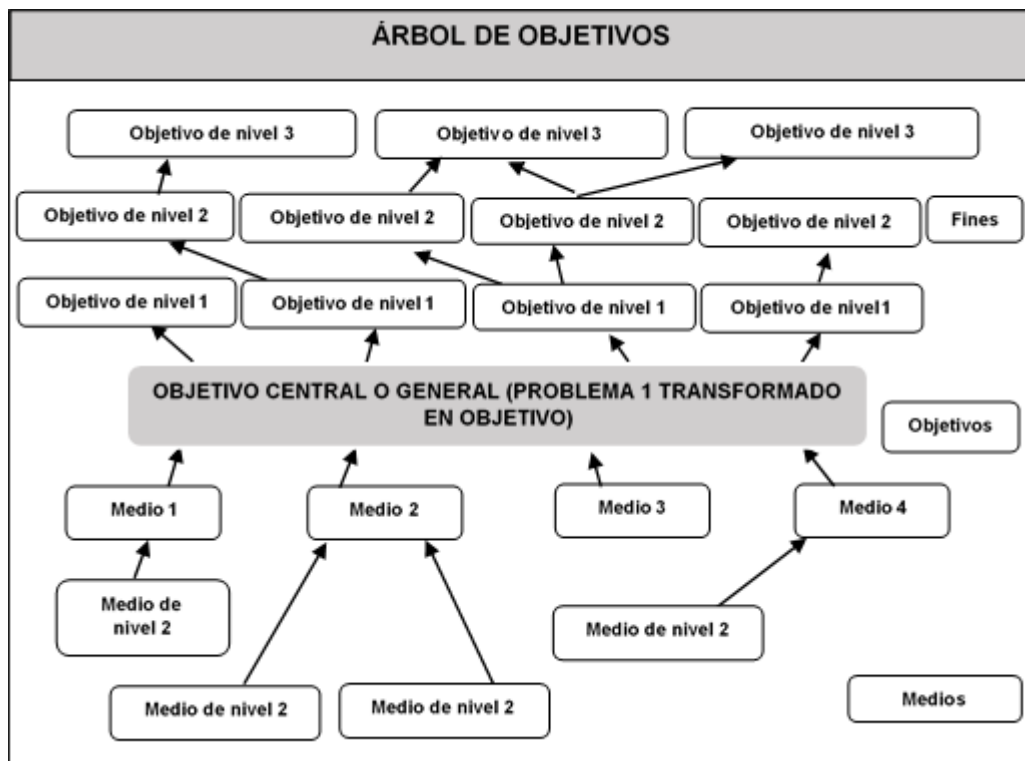 ÁRBOL DE OBJETIVOS
Objetivo de nivel 3
Objetivo de nivel 3
Objetivo de nivel 3
Objetivo de nivel 2
Objetivo de nivel 2
Objetivo de nivel 2
Objetivo de nivel 2
Fines
Objetivo de nivel 1
Objetivo de nivel 1
Objetivo de nivel 1
Objetivo de nivel1
OBJETIVO CENTRAL O GENERAL (PROBLEMA 1 TRANSFORMADO
EN OBJETIVO)
Objetivos
Medio 1
Medio 2
Medio 3
Medio 4
Medio de
nivel 2
Medio de nivel 2
Medio de nivel 2
Medio de nivel 2
Medios